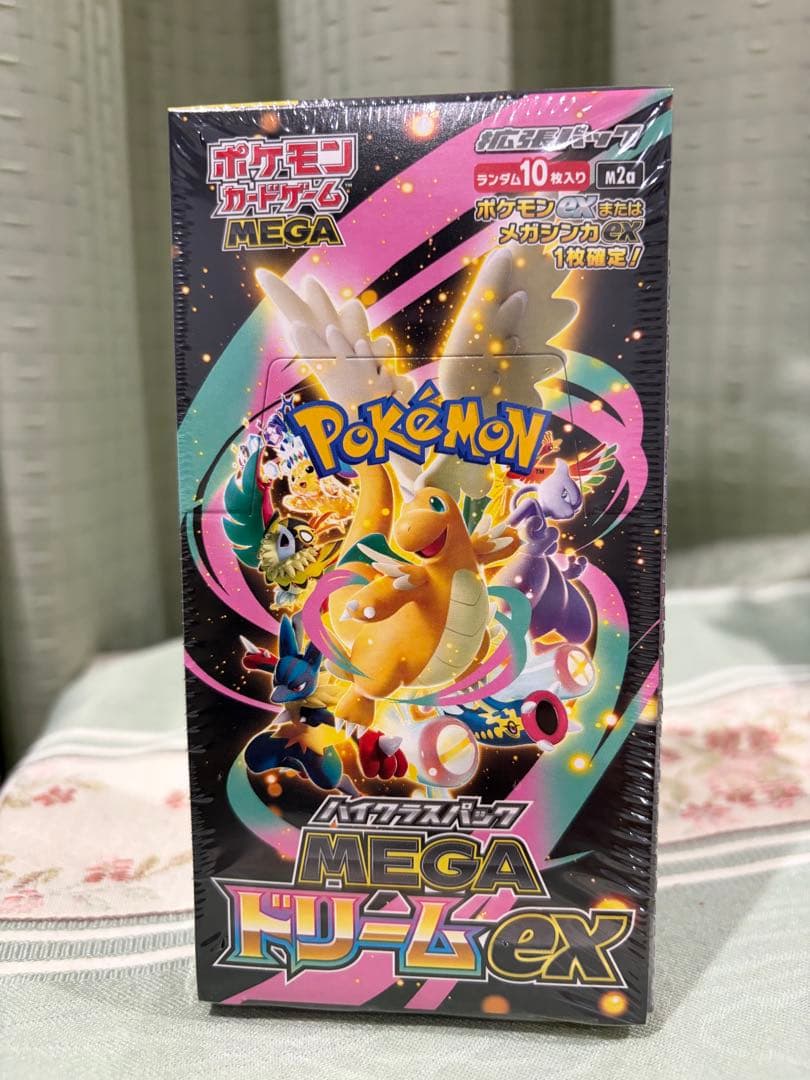 ポケモン
カードゲーム
MEGA
拡張パック
ランダム10枚入り M2a
ポケモンexまたは
メガシンカex
1枚確定!
POKÉMON
ハイクラスパック
MEGA
ドリームex